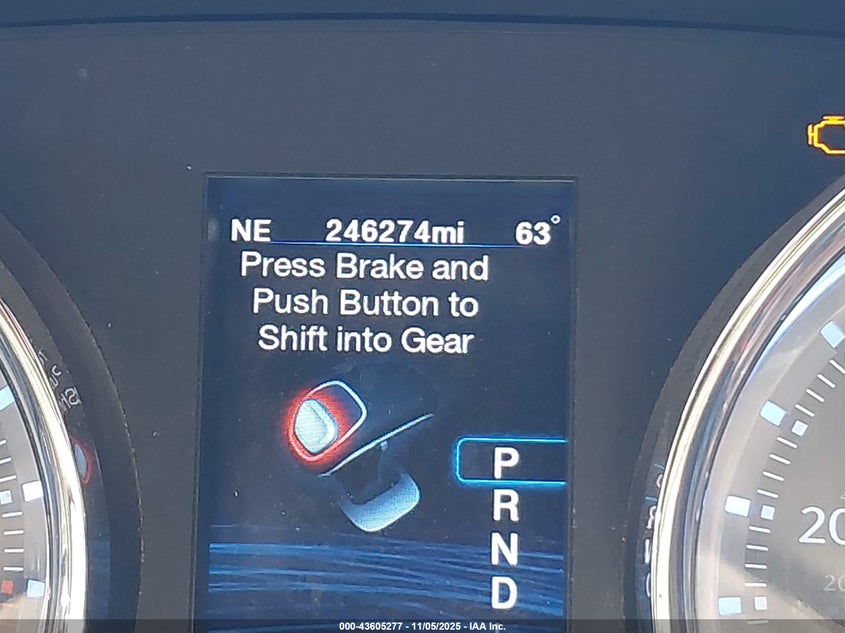 NE 246274mi 63°
Press Brake and
Push Button to
Shift into Gear
P
R
N
D
000-43605277 - 11/05/2025 - IAA Inc.